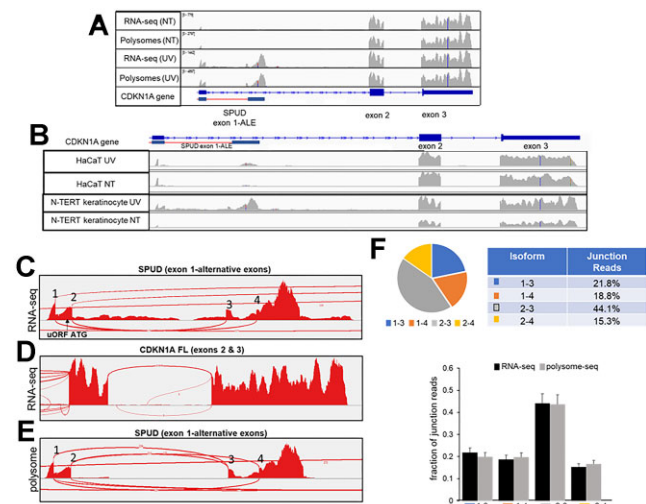 A
RNA-seq (NT)
Polysomes (NT)
RNA-seq (UV)
Polysomes (UV)
CDKN1A gene
SPUD
exon 1-ALE
exon 2
exon 3
B
CDKN1A gene
SPUD exon 1-ALE
exon 2
exon 3
HaCaT UV
HaCaT NT
N-TERT keratinocyte UV
N-TERT keratinocyte NT
C
SPUD (exon 1-alternative exons)
RNA-seq
1
2
3
4
uORF ATG
D
CDKN1A FL (exons 2 & 3)
RNA-seq
E
SPUD (exon 1-alternative exons)
polysome
1
2
3
4
F
1-3 1-4 2-3 2-4
Isoform Junction Reads
1-3 21.8%
1-4 18.8%
2-3 44.1%
2-4 15.3%
RNA-seq polysome-seq
fraction of junction reads
0.6
0.5
0.4
0.3
0.2
0.1
0